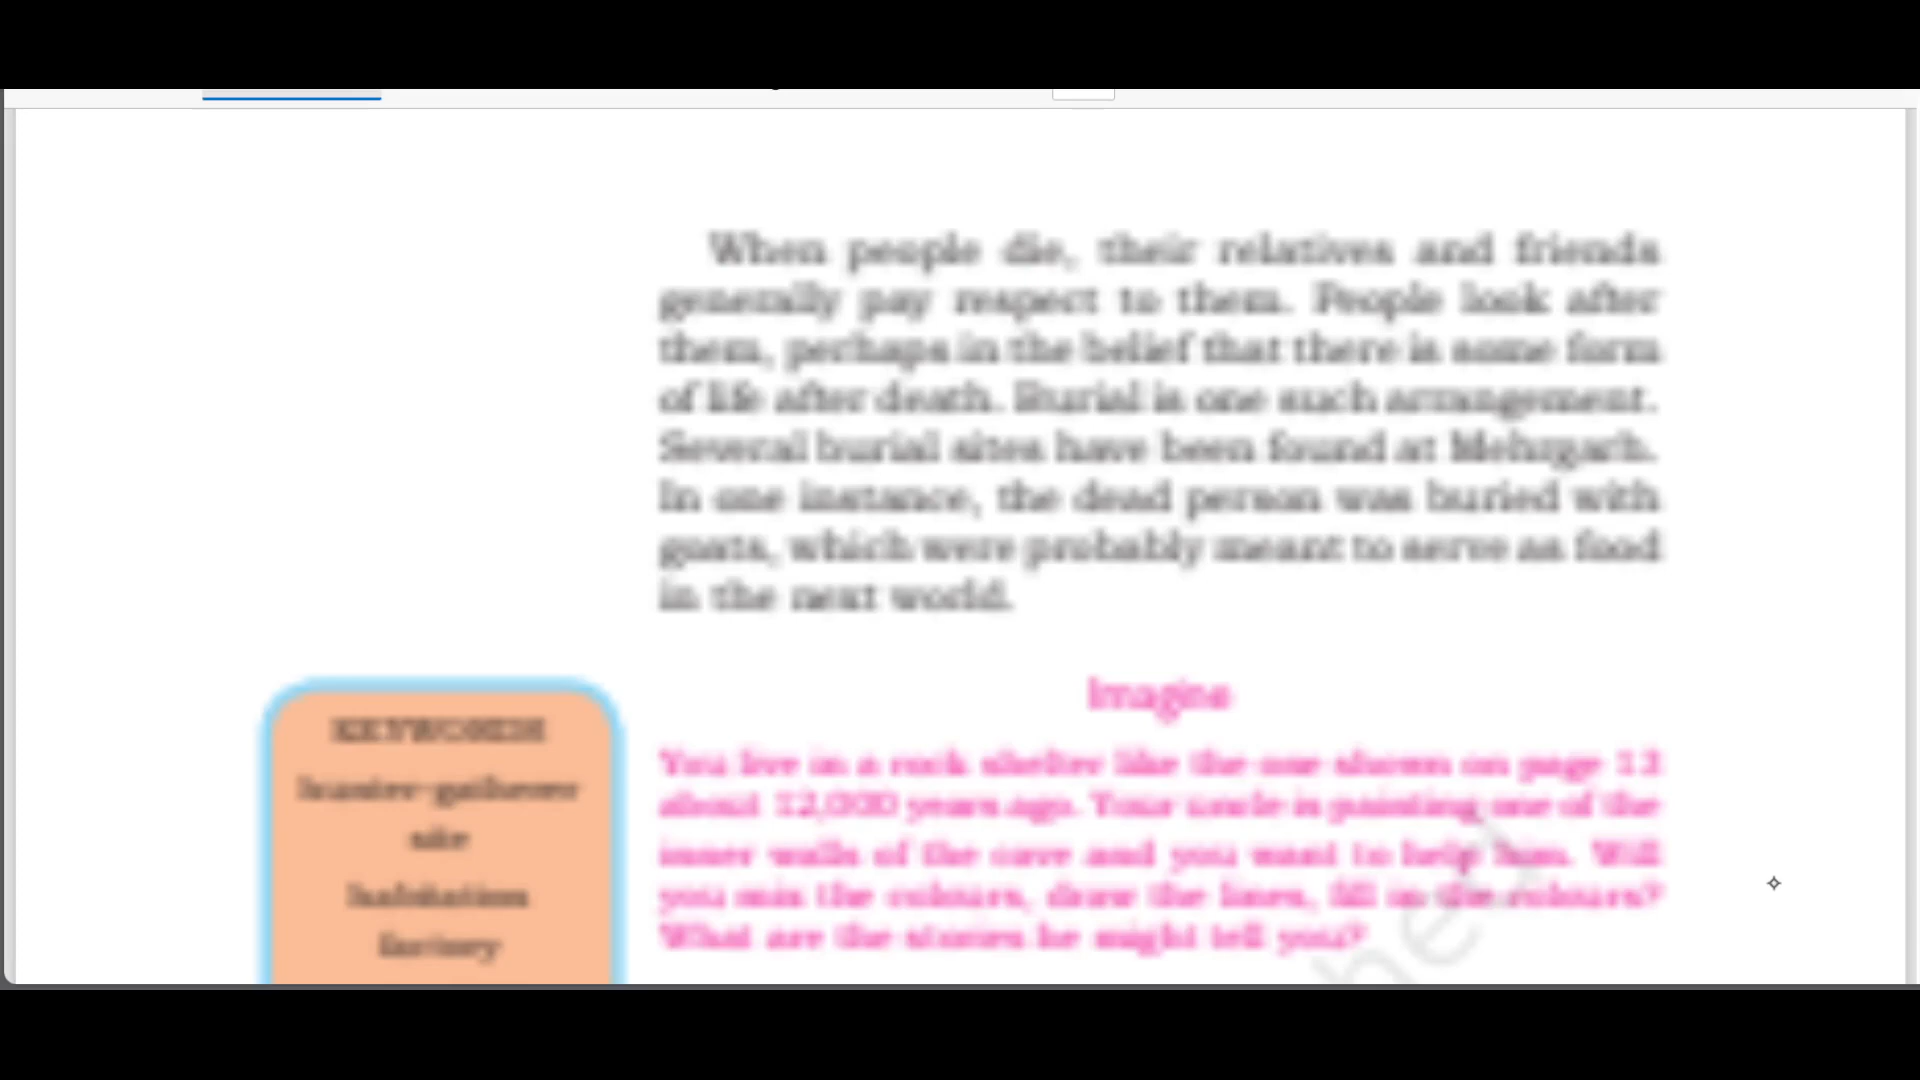 When people die, their relatives and friends
generally pay respect to them. People look after
them, perhaps in the belief that there is some form
of life after death. Burial is one such arrangement.
Several burial sites have been found at Mehrgarh.
In one instance, the dead person was buried with
goats, which were probably meant to serve as food
in the next world.
Imagine
You live in a rock shelter like the one shown on page 13
about 12,000 years ago. Your uncle is painting one of the
inner walls of the cave and you want to help him. Will
you mix the colours, draw the lines, fill in the colours?
What are the stories he might tell you?
KEYWORDS
hunter-gatherer
site
habitation
factory